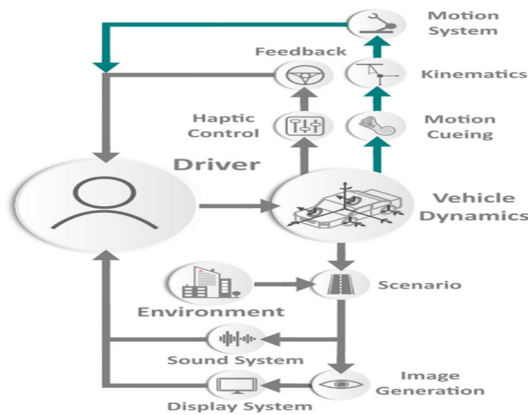 Motion
System
Feedback
Kinematics
Haptic
Control
Motion
Cueing
Driver
Vehicle
Dynamics
Environment
Scenario
Sound System
Image
Generation
Display System